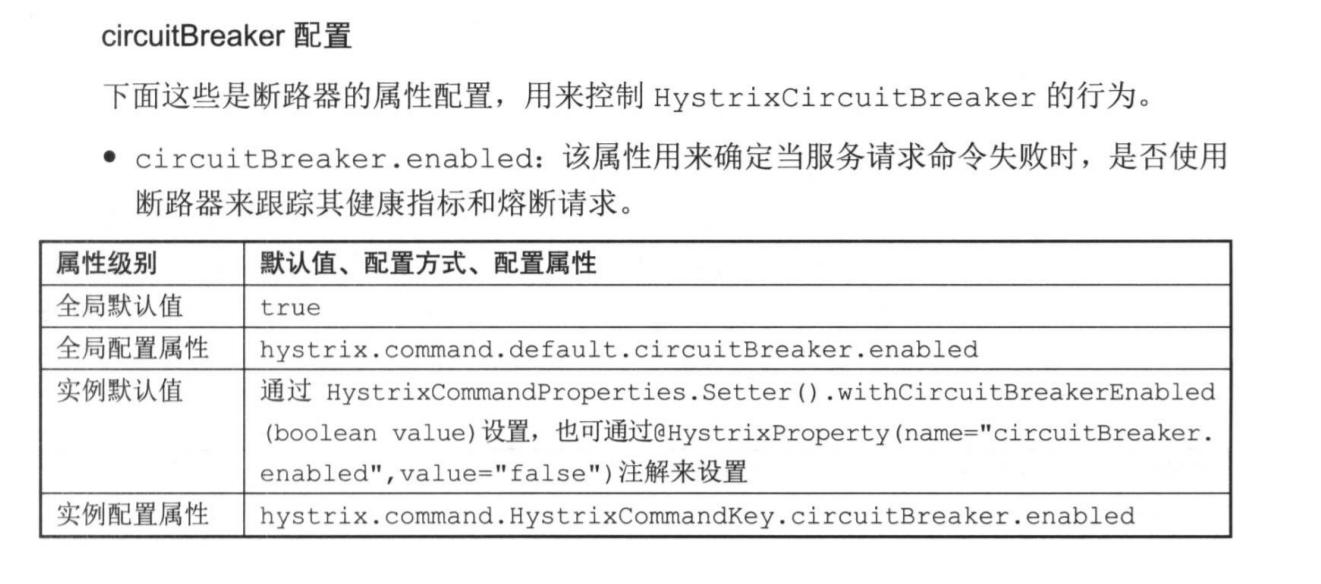 circuitBreaker 配置
下面这些是断路器的属性配置，用来控制 HystrixCircuitBreaker 的行为。
● circuitBreaker.enabled：该属性用来确定当服务请求命令失败时，是否使用
断路器来跟踪其健康指标和熔断请求。
属性级别 默认值、配置方式、配置属性
全局默认值 true
全局配置属性 hystrix.command.default.circuitBreaker.enabled
实例默认值 通过 HystrixCommandProperties.Setter().withCircuitBreakerEnabled
(boolean value)设置，也可通过@HystrixProperty(name="circuitBreaker.
enabled",value="false")注解来设置
实例配置属性 hystrix.command.HystrixCommandKey.circuitBreaker.enabled